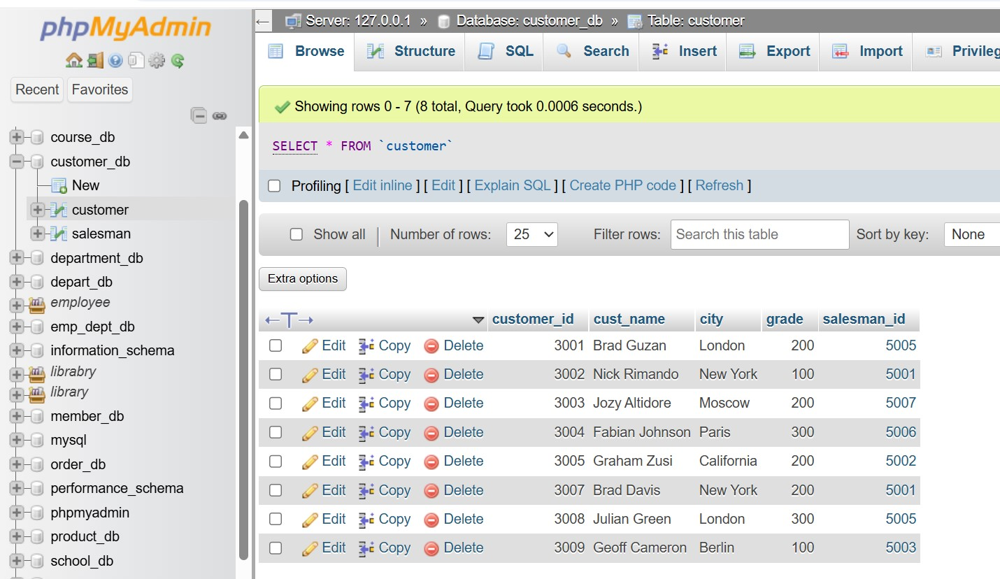 phpMyAdmin
Recent Favorites
course_db
customer_db
New
customer
salesman
department_db
depart_db
employee
emp_dept_db
information_schema
librabry
library
member_db
mysql
order_db
performance_schema
phpmyadmin
product_db
school_db
Server: 127.0.0.1 » Database: customer_db » Table: customer
Browse Structure SQL Search Insert Export Import Privileg
Showing rows 0 - 7 (8 total, Query took 0.0006 seconds.)
SELECT * FROM `customer`
Profiling [ Edit inline ] [ Edit ] [ Explain SQL ] [ Create PHP code ] [ Refresh ]
Show all | Number of rows: 25 Filter rows: Search this table Sort by key: None
Extra options
←T→ customer_id cust_name city grade salesman_id
Edit Copy Delete 3001 Brad Guzan London 200 5005
Edit Copy Delete 3002 Nick Rimando New York 100 5001
Edit Copy Delete 3003 Jozy Altidore Moscow 200 5007
Edit Copy Delete 3004 Fabian Johnson Paris 300 5006
Edit Copy Delete 3005 Graham Zusi California 200 5002
Edit Copy Delete 3007 Brad Davis New York 200 5001
Edit Copy Delete 3008 Julian Green London 300 5005
Edit Copy Delete 3009 Geoff Cameron Berlin 100 5003